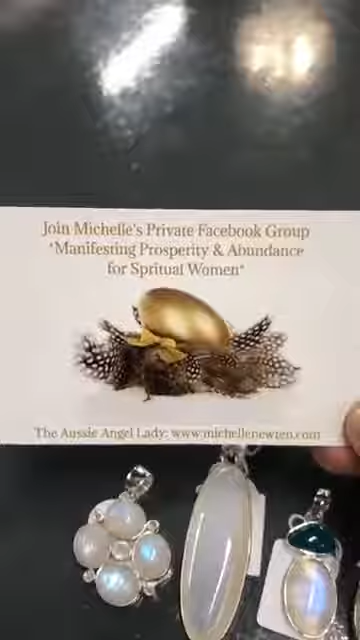 Join Michelle's Private Facebook Group
"Manifesting Prosperity & Abundance
for Spritual Women"
The Aussie Angel Lady: www.michellenewten.com